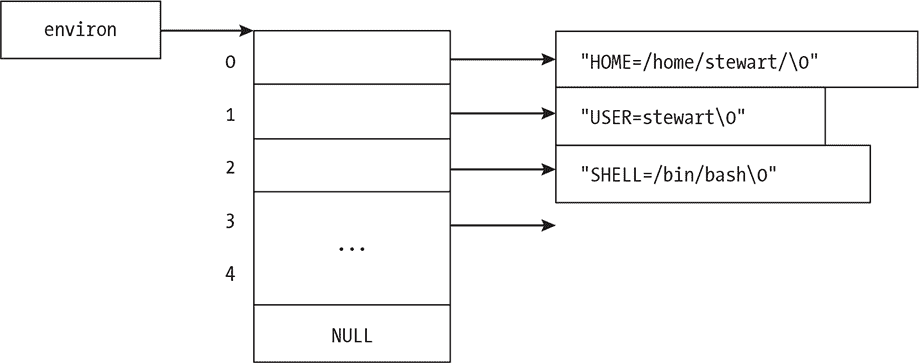 environ
0
"HOME=/home/stewart/\0"
1
"USER=stewart\0"
2
"SHELL=/bin/bash\0"
3
...
4
NULL